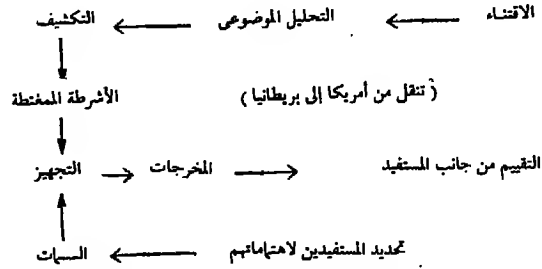 الاقتناء التحليل الموضوعى التكشيف
( تنقل من أمريكا إلى بريطانيا ) الأشرطة الممغنطة
التقييم من جانب المستفيد المخرجات التجهيز
تحديد المستفيدين لاهتماماتهم السمات